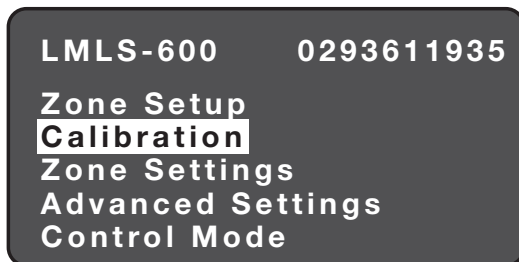 LMLS-600 0293611935
Zone Setup
Calibration
Zone Settings
Advanced Settings
Control Mode